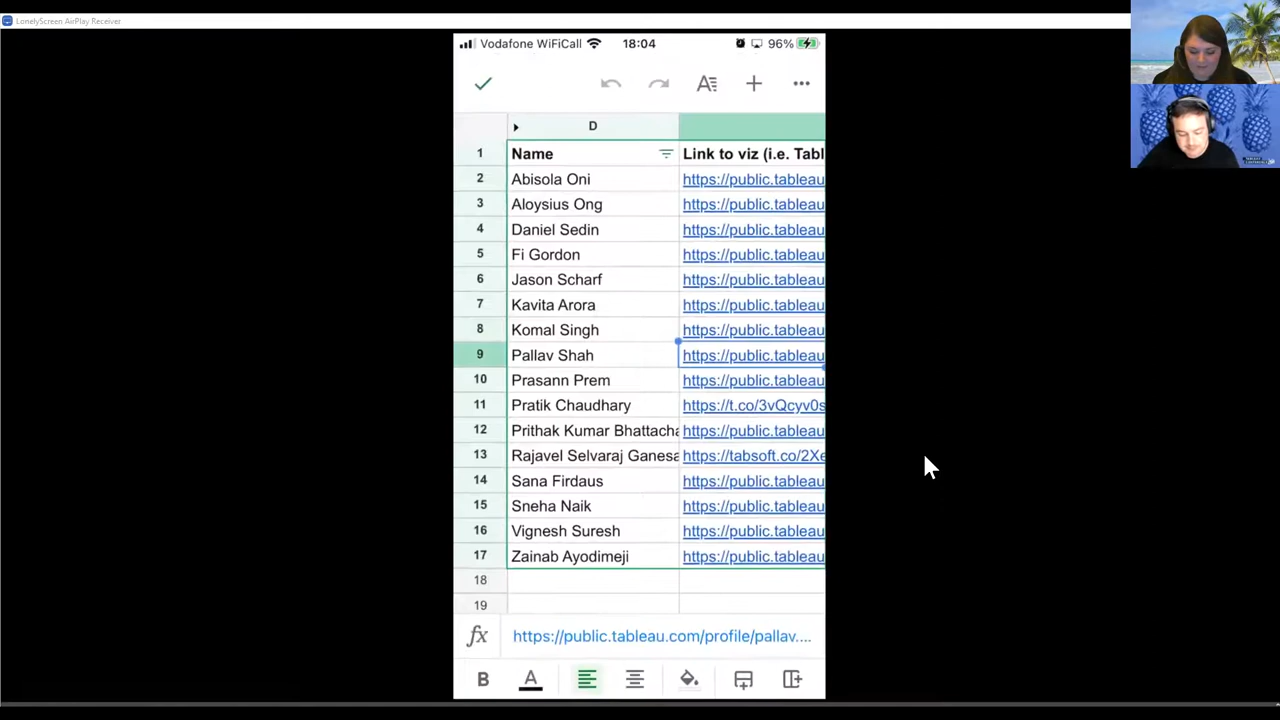 LonelyScreen AirPlay Receiver
Vodafone WiFiCall 18:04 96%
D
1 Name Link to viz (i.e. Tabl
2 Abisola Oni https://public.tableau
3 Aloysius Ong https://public.tableau
4 Daniel Sedin https://public.tableau
5 Fi Gordon https://public.tableau
6 Jason Scharf https://public.tableau
7 Kavita Arora https://public.tableau
8 Komal Singh https://public.tableau
9 Pallav Shah https://public.tableau
10 Prasann Prem https://public.tableau
11 Pratik Chaudhary https://t.co/3vQcyv0s
12 Prithak Kumar Bhattacha https://public.tableau
13 Rajavel Selvaraj Ganesa https://tabsoft.co/2Xe
14 Sana Firdaus https://public.tableau
15 Sneha Naik https://public.tableau
16 Vignesh Suresh https://public.tableau
17 Zainab Ayodimeji https://public.tableau
18
19
fx https://public.tableau.com/profile/pallav....
B A